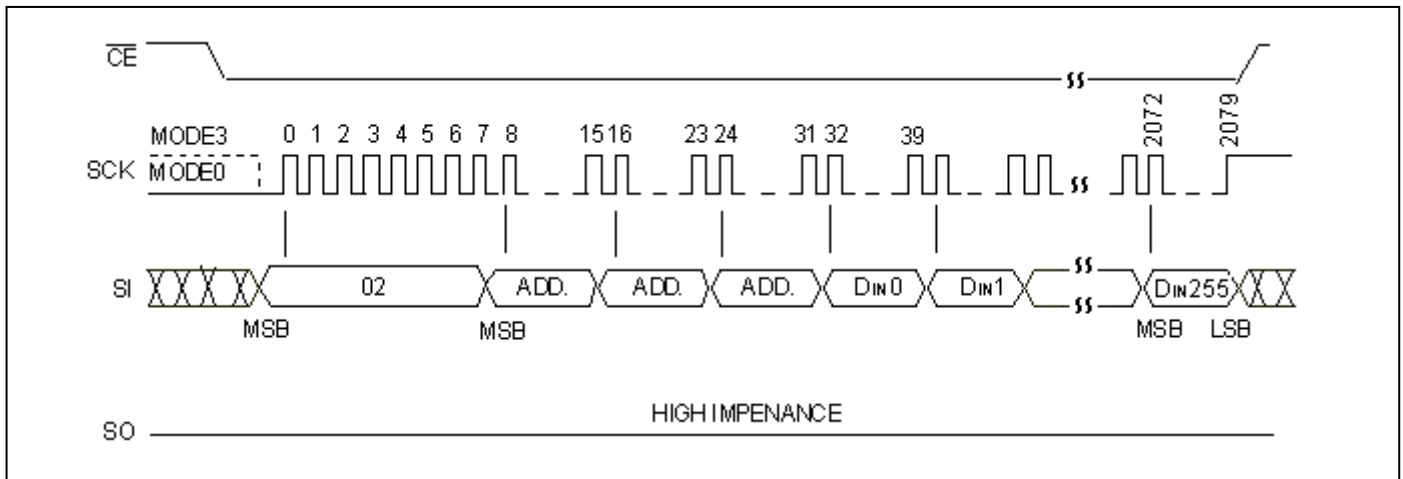 CE
2072
2079
MODE3 0 1 2 3 4 5 6 7 8 15 16 23 24 31 32 39
SCK MODE0
SI 02 ADD. ADD. ADD. DIN0 DIN1 DIN255
MSB MSB MSB LSB
HIGH IMPENANCE
SO